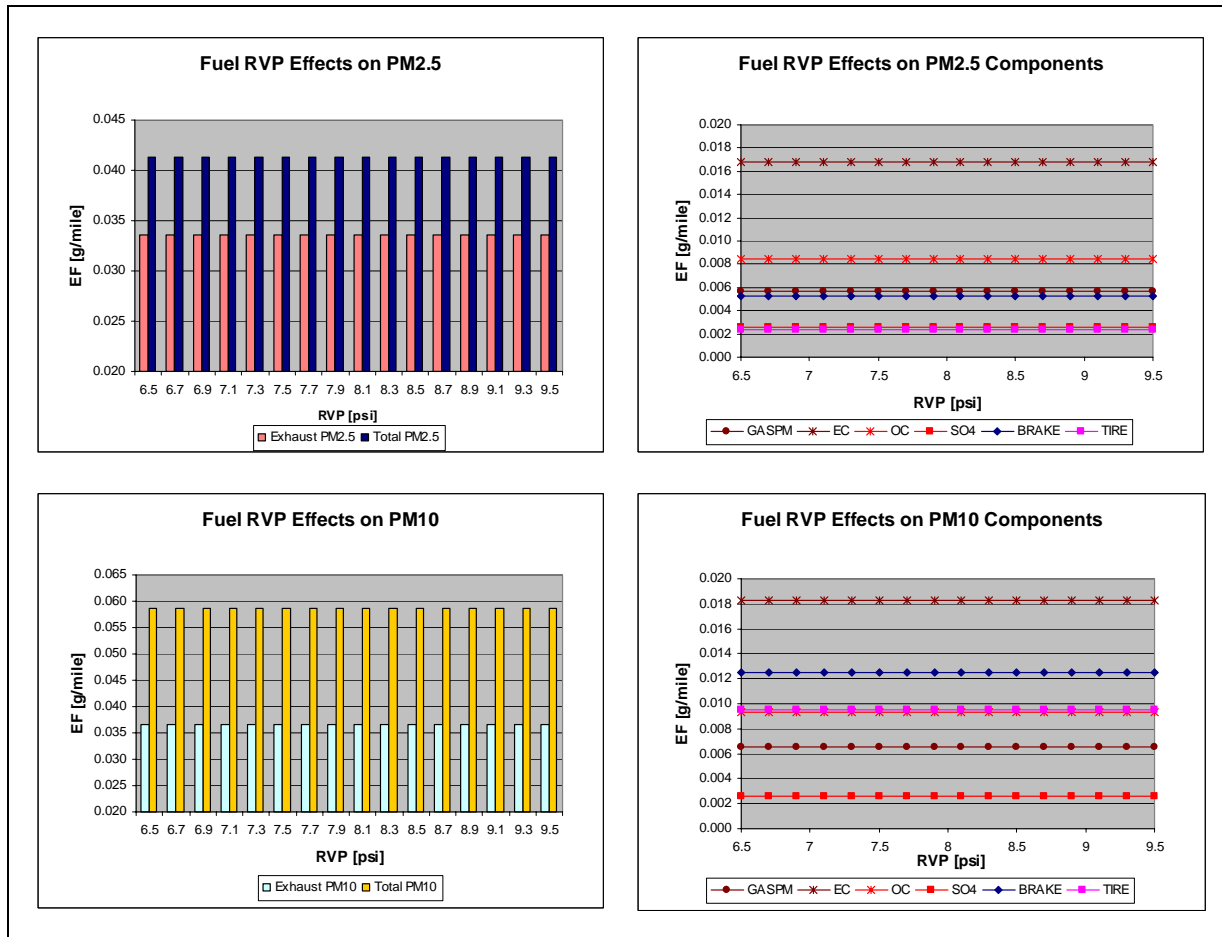 Fuel RVP Effects on PM2.5
0.045
0.040
0.035
0.030
0.025
0.020
EF [g/mile]
6.5 6.7 6.9 7.1 7.3 7.5 7.7 7.9 8.1 8.3 8.5 8.7 8.9 9.1 9.3 9.5
RVP [psi]
Exhaust PM2.5 Total PM2.5
Fuel RVP Effects on PM2.5 Components
0.020
0.018
0.016
0.014
0.012
0.010
0.008
0.006
0.004
0.002
0.000
EF [g/mile]
6.5 7 7.5 8 8.5 9 9.5
RVP [psi]
GASPM EC OC SO4 BRAKE TIRE
Fuel RVP Effects on PM10
0.065
0.060
0.055
0.050
0.045
0.040
0.035
0.030
0.025
0.020
EF [g/mile]
6.5 6.7 6.9 7.1 7.3 7.5 7.7 7.9 8.1 8.3 8.5 8.7 8.9 9.1 9.3 9.5
RVP [psi]
Exhaust PM10 Total PM10
Fuel RVP Effects on PM10 Components
0.020
0.018
0.016
0.014
0.012
0.010
0.008
0.006
0.004
0.002
0.000
EF [g/mile]
6.5 7 7.5 8 8.5 9 9.5
RVP [psi]
GASPM EC OC SO4 BRAKE TIRE